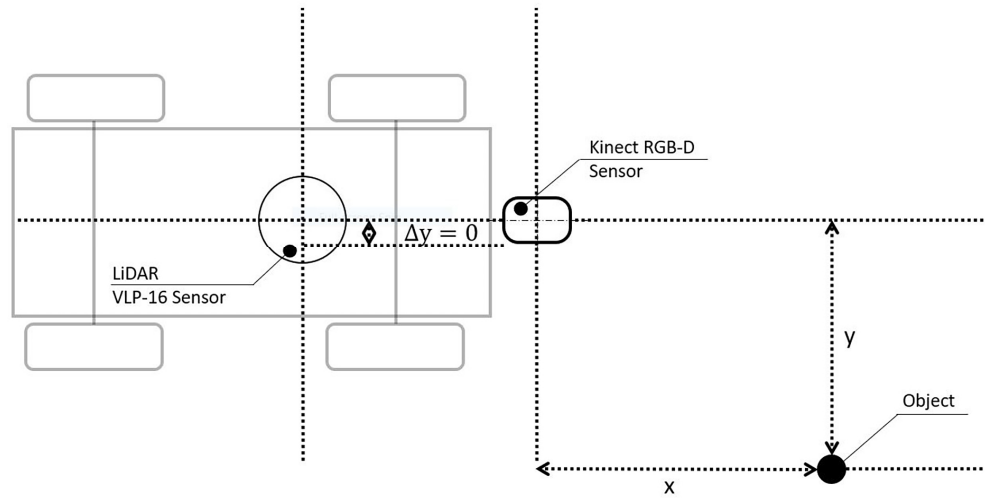 Kinect RGB-D
Sensor
Δy = 0
LiDAR
VLP-16 Sensor
y
Object
x